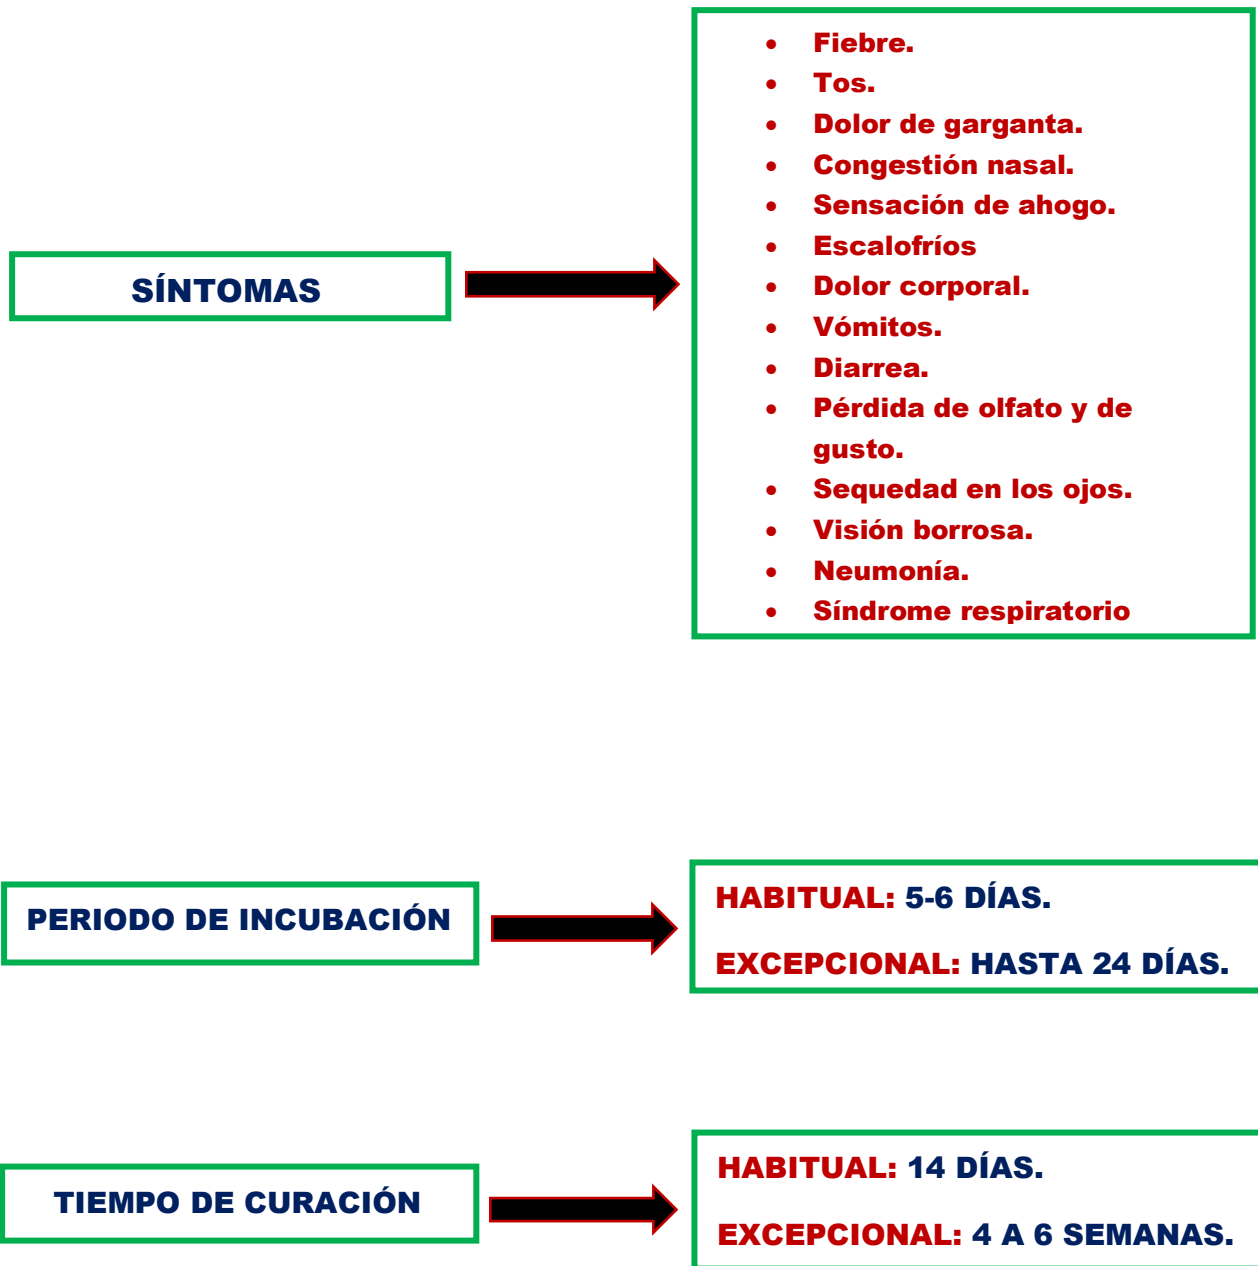 SÍNTOMAS
• Fiebre.
• Tos.
• Dolor de garganta.
• Congestión nasal.
• Sensación de ahogo.
• Escalofríos
• Dolor corporal.
• Vómitos.
• Diarrea.
• Pérdida de olfato y de
gusto.
• Sequedad en los ojos.
• Visión borrosa.
• Neumonía.
• Síndrome respiratorio
PERIODO DE INCUBACIÓN
HABITUAL: 5-6 DÍAS.
EXCEPCIONAL: HASTA 24 DÍAS.
TIEMPO DE CURACIÓN
HABITUAL: 14 DÍAS.
EXCEPCIONAL: 4 A 6 SEMANAS.